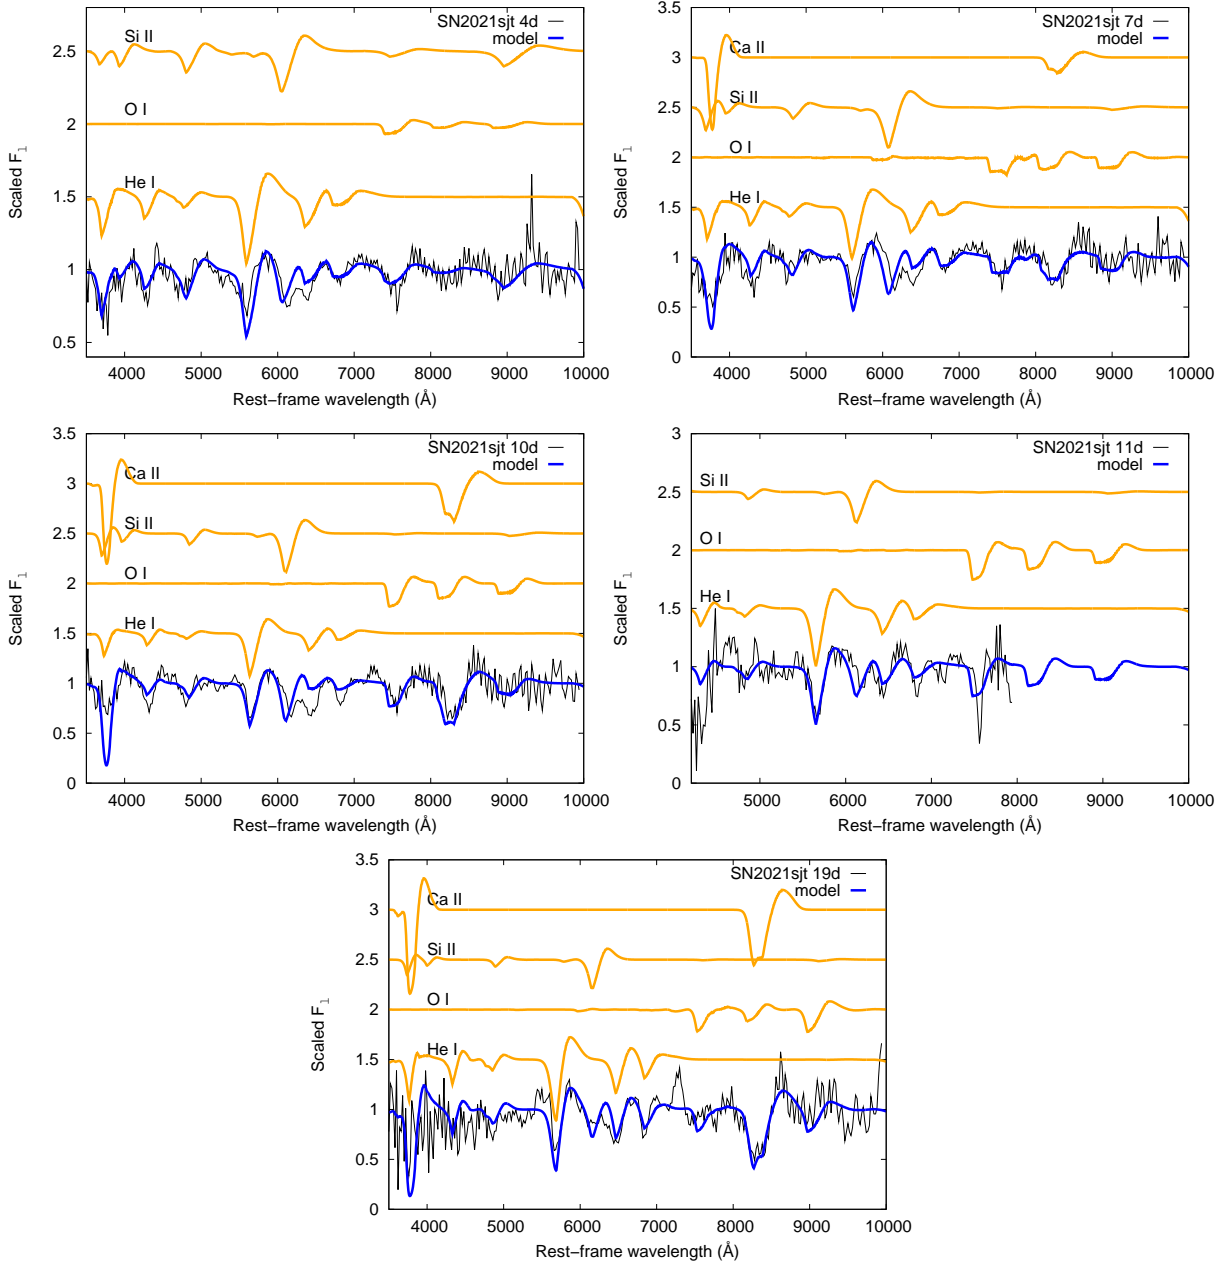 SN2021sjt 4d
model
Si II
O I
He I
2.5
2
1.5
1
0.5
4000 5000 6000 7000 8000 9000 10000
Scaled Fλ
Rest-frame wavelength (Å)
SN2021sjt 7d
model
Ca II
Si II
O I
He I
3.5
3
2.5
2
1.5
1
0.5
0
4000 5000 6000 7000 8000 9000 10000
Scaled Fλ
Rest-frame wavelength (Å)
SN2021sjt 10d
model
Ca II
Si II
O I
He I
3.5
3
2.5
2
1.5
1
0.5
0
4000 5000 6000 7000 8000 9000 10000
Scaled Fλ
Rest-frame wavelength (Å)
SN2021sjt 11d
model
Si II
O I
He I
3
2.5
2
1.5
1
0.5
0
5000 6000 7000 8000 9000 10000
Scaled Fλ
Rest-frame wavelength (Å)
SN2021sjt 19d
model
Ca II
Si II
O I
He I
3.5
3
2.5
2
1.5
1
0.5
0
4000 5000 6000 7000 8000 9000 10000
Scaled Fλ
Rest-frame wavelength (Å)